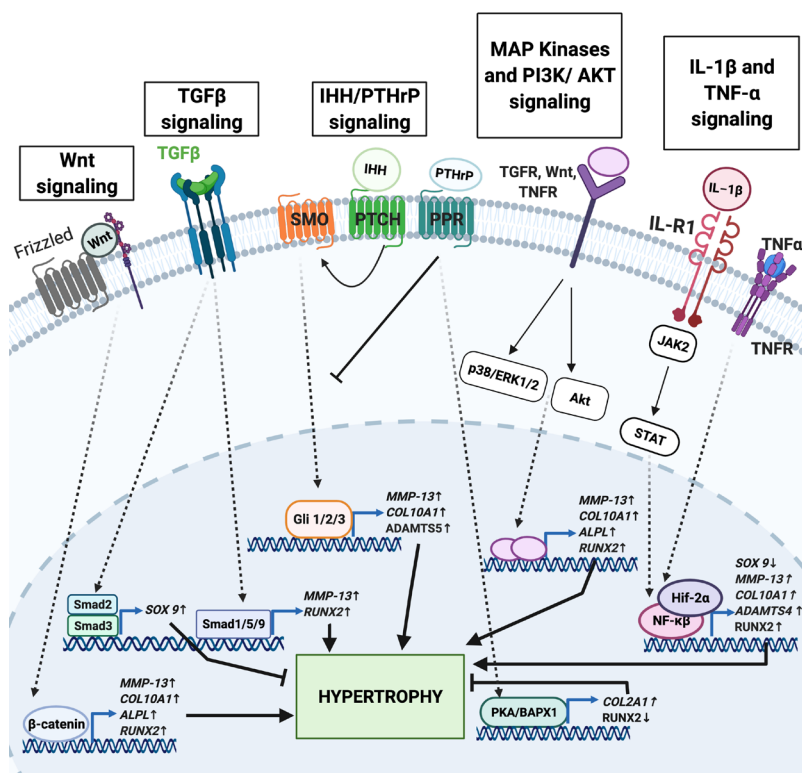 MAP Kinases
and PI3K/ AKT
signaling
IL-1β and
TNF-α
signaling
TGFβ
signaling
IHH/PTHrP
signaling
Wnt
signaling
TGFβ
IHH
PTHrP
TGFR, Wnt,
TNFR
IL-1β
Frizzled
Wnt
SMO
PTCH
PPR
IL-R1
TNFα
TNFR
JAK2
p38/ERK1/2
Akt
STAT
Gli 1/2/3
MMP-13↑
COL10A1↑
ADAMTS5↑
MMP-13↑
COL10A1↑
ALPL↑
RUNX2↑
Smad2
Smad3
SOX 9↑
Smad1/5/9
MMP-13↑
RUNX2↑
Hif-2α
NF-κβ
SOX 9↓
MMP-13↑
COL10A1↑
ADAMTS4↑
RUNX2↑
β-catenin
MMP-13↑
COL10A1↑
ALPL↑
RUNX2↑
HYPERTROPHY
PKA/BAPX1
COL2A1↑
RUNX2↓